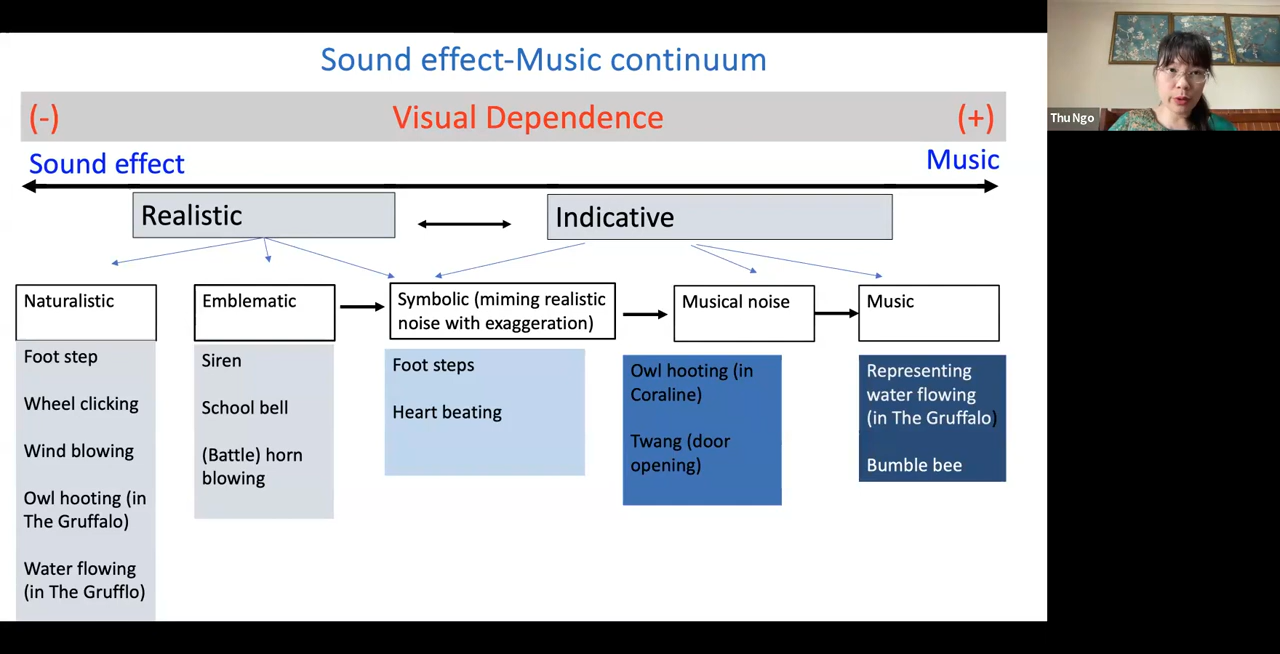 Sound effect-Music continuum
(-) Visual Dependence (+)
Sound effect
Music
Realistic
Indicative
Naturalistic
Emblematic
Symbolic (miming realistic
noise with exaggeration)
Musical noise
Music
Foot step
Wheel clicking
Wind blowing
Owl hooting (in
The Gruffalo)
Water flowing
(in The Grufflo)
Siren
School bell
(Battle) horn
blowing
Foot steps
Heart beating
Owl hooting (in
Coraline)
Twang (door
opening)
Representing
water flowing
(in The Gruffalo)
Bumble bee
Thu Ngo